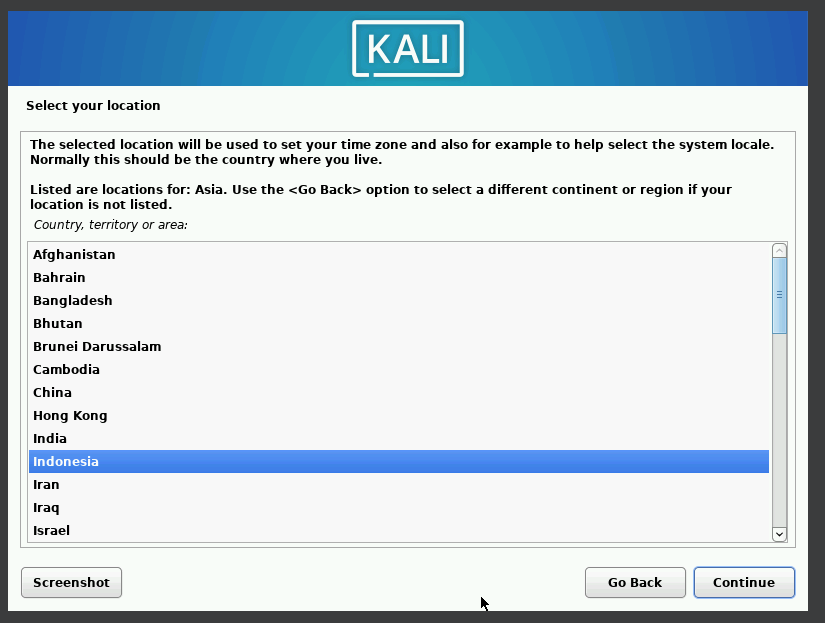 KALI
Select your location
The selected location will be used to set your time zone and also for example to help select the system locale.
Normally this should be the country where you live.
Listed are locations for: Asia. Use the <Go Back> option to select a different continent or region if your
location is not listed.
Country, territory or area:
Afghanistan
Bahrain
Bangladesh
Bhutan
Brunei Darussalam
Cambodia
China
Hong Kong
India
Indonesia
Iran
Iraq
Israel
Screenshot
Go Back
Continue